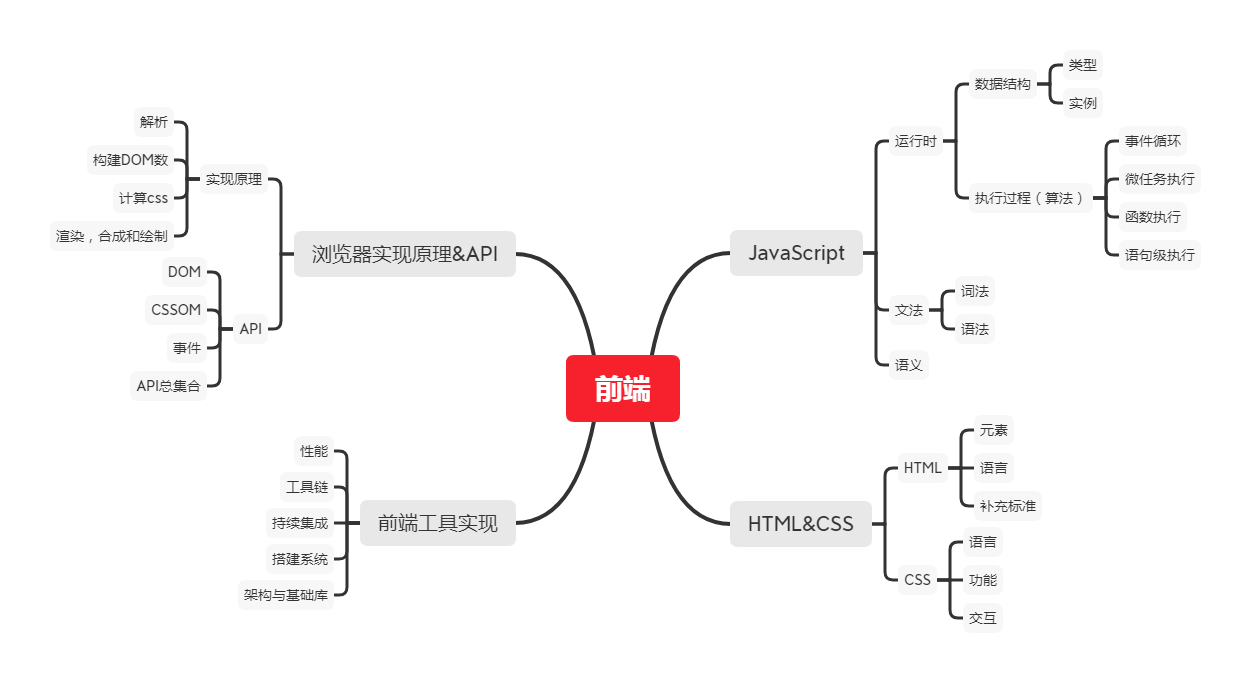 前端
JavaScript
运行时
数据结构
类型
实例
执行过程（算法）
事件循环
微任务执行
函数执行
语句级执行
文法
词法
语法
语义
HTML&CSS
HTML
元素
语言
补充标准
CSS
语言
功能
交互
浏览器实现原理&API
实现原理
解析
构建DOM数
计算css
渲染，合成和绘制
API
DOM
CSSOM
事件
API总集合
前端工具实现
性能
工具链
持续集成
搭建系统
架构与基础库